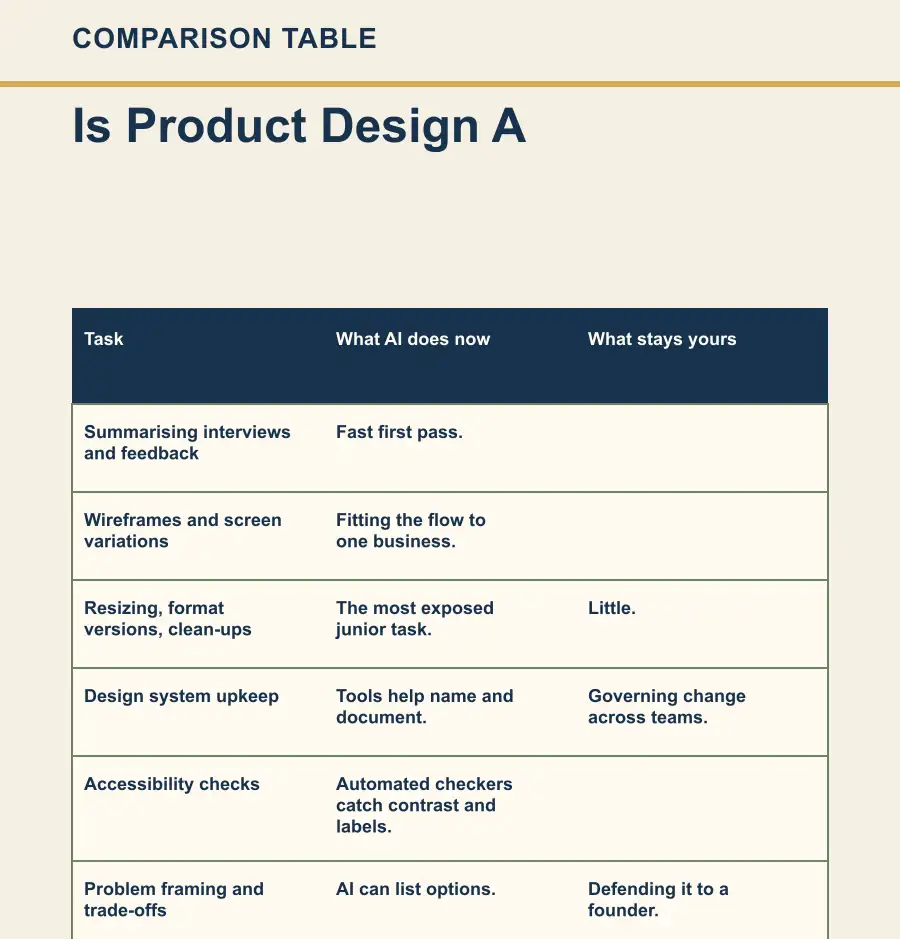 COMPARISON TABLE
Is Product Design A
Task
What AI does now
What stays yours
Summarising interviews
and feedback
Fast first pass.
Wireframes and screen
variations
Fitting the flow to
one business.
Resizing, format
versions, clean-ups
The most exposed
junior task.
Little.
Design system upkeep
Tools help name and
document.
Governing change
across teams.
Accessibility checks
Automated checkers
catch contrast and
labels.
Problem framing and
trade-offs
AI can list options.
Defending it to a
founder.